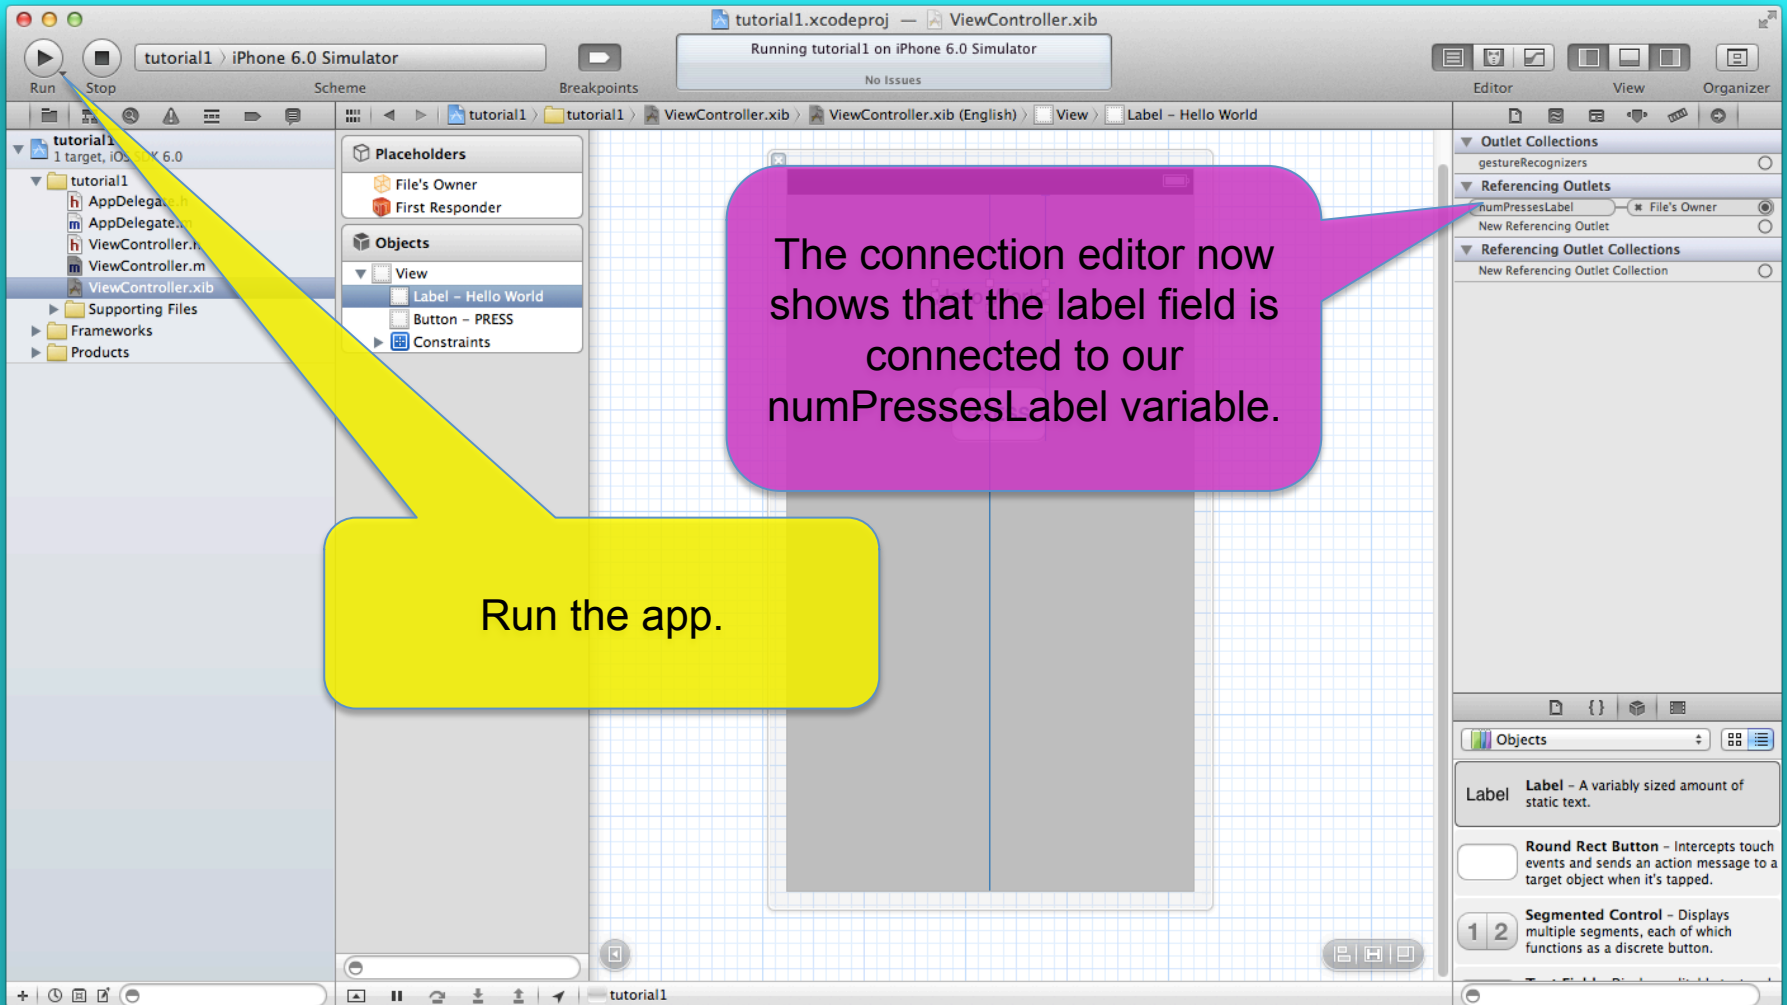 tutorial1.xcodeproj — ViewController.xib
tutorial1 〉 iPhone 6.0 Simulator
Running tutorial1 on iPhone 6.0 Simulator
No Issues
Run Stop Scheme Breakpoints Editor View Organizer
tutorial1 〉 tutorial1 〉 ViewController.xib 〉 ViewController.xib (English) 〉 View 〉 Label – Hello World
tutorial1
1 target, iOS SDK 6.0
tutorial1
AppDelegate.h
AppDelegate.m
ViewController.h
ViewController.m
ViewController.xib
Supporting Files
Frameworks
Products
Placeholders
File's Owner
First Responder
Objects
View
Label – Hello World
Button – PRESS
Constraints
The connection editor now
shows that the label field is
connected to our
numPressesLabel variable.
Run the app.
Outlet Collections
gestureRecognizers
Referencing Outlets
numPressesLabel File's Owner
New Referencing Outlet
Referencing Outlet Collections
New Referencing Outlet Collection
{}
Objects
Label
Label – A variably sized amount of
static text.
Round Rect Button – Intercepts touch
events and sends an action message to a
target object when it's tapped.
1 2
Segmented Control – Displays
multiple segments, each of which
functions as a discrete button.
tutorial1